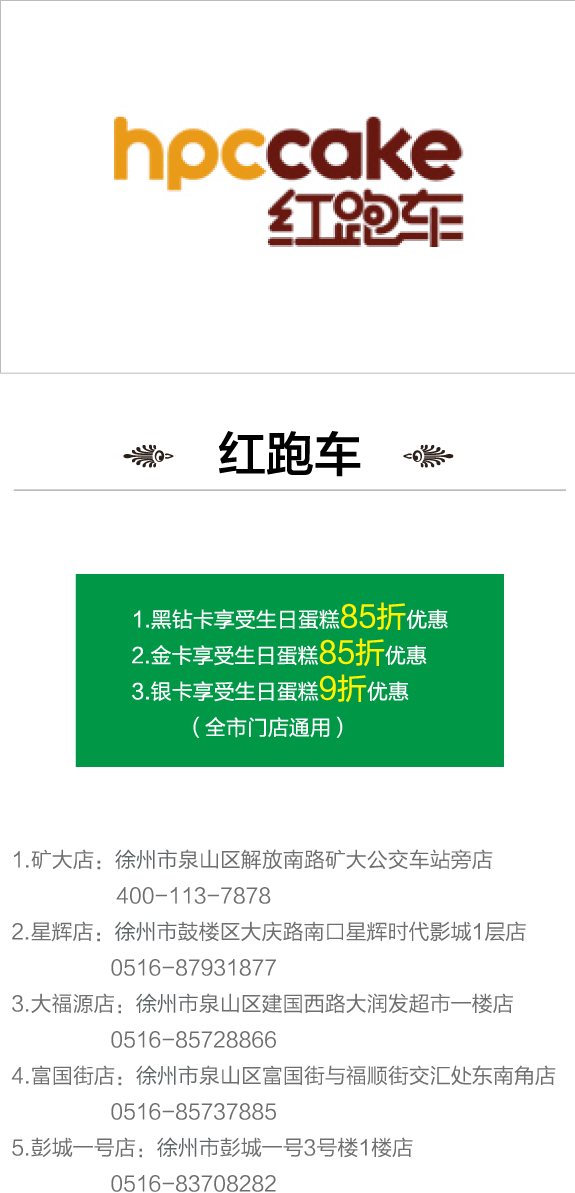 hpccake
红跑车
红跑车
1.黑钻卡享受生日蛋糕85折优惠
2.金卡享受生日蛋糕85折优惠
3.银卡享受生日蛋糕9折优惠
（全市门店通用）
1.矿大店：徐州市泉山区解放南路矿大公交车站旁店
400-113-7878
2.星辉店：徐州市鼓楼区大庆路南口星辉时代影城1层店
0516-87931877
3.大福源店：徐州市泉山区建国西路大润发超市一楼店
0516-85728866
4.富国街店：徐州市泉山区富国街与福顺街交汇处东南角店
0516-85737885
5.彭城一号店：徐州市彭城一号3号楼1楼店
0516-83708282